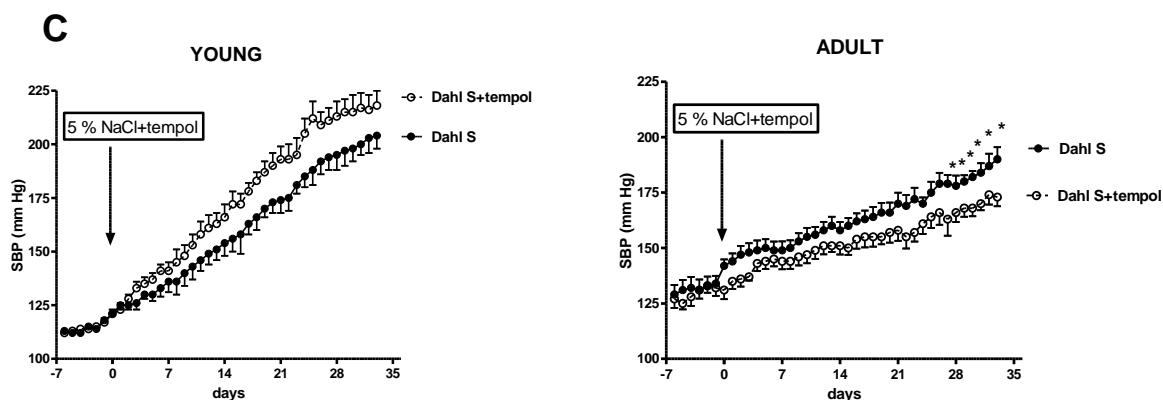 C
YOUNG
225
200
175
150
125
100
SBP (mm Hg)
5 % NaCl+tempol
Dahl S+tempol
Dahl S
-7 0 7 14 21 28 35
days
ADULT
225
200
175
150
125
100
SBP (mm Hg)
5 % NaCl+tempol
* * * * * *
Dahl S
Dahl S+tempol
-7 0 7 14 21 28 35
days